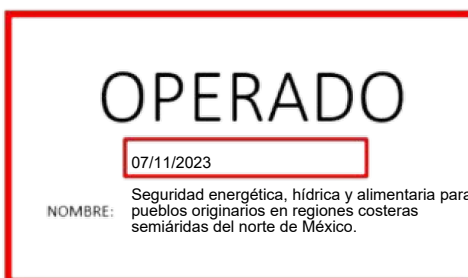 OPERADO
07/11/2023
Seguridad energética, hídrica y alimentaria para
NOMBRE: pueblos originarios en regiones costeras
semiáridas del norte de México.